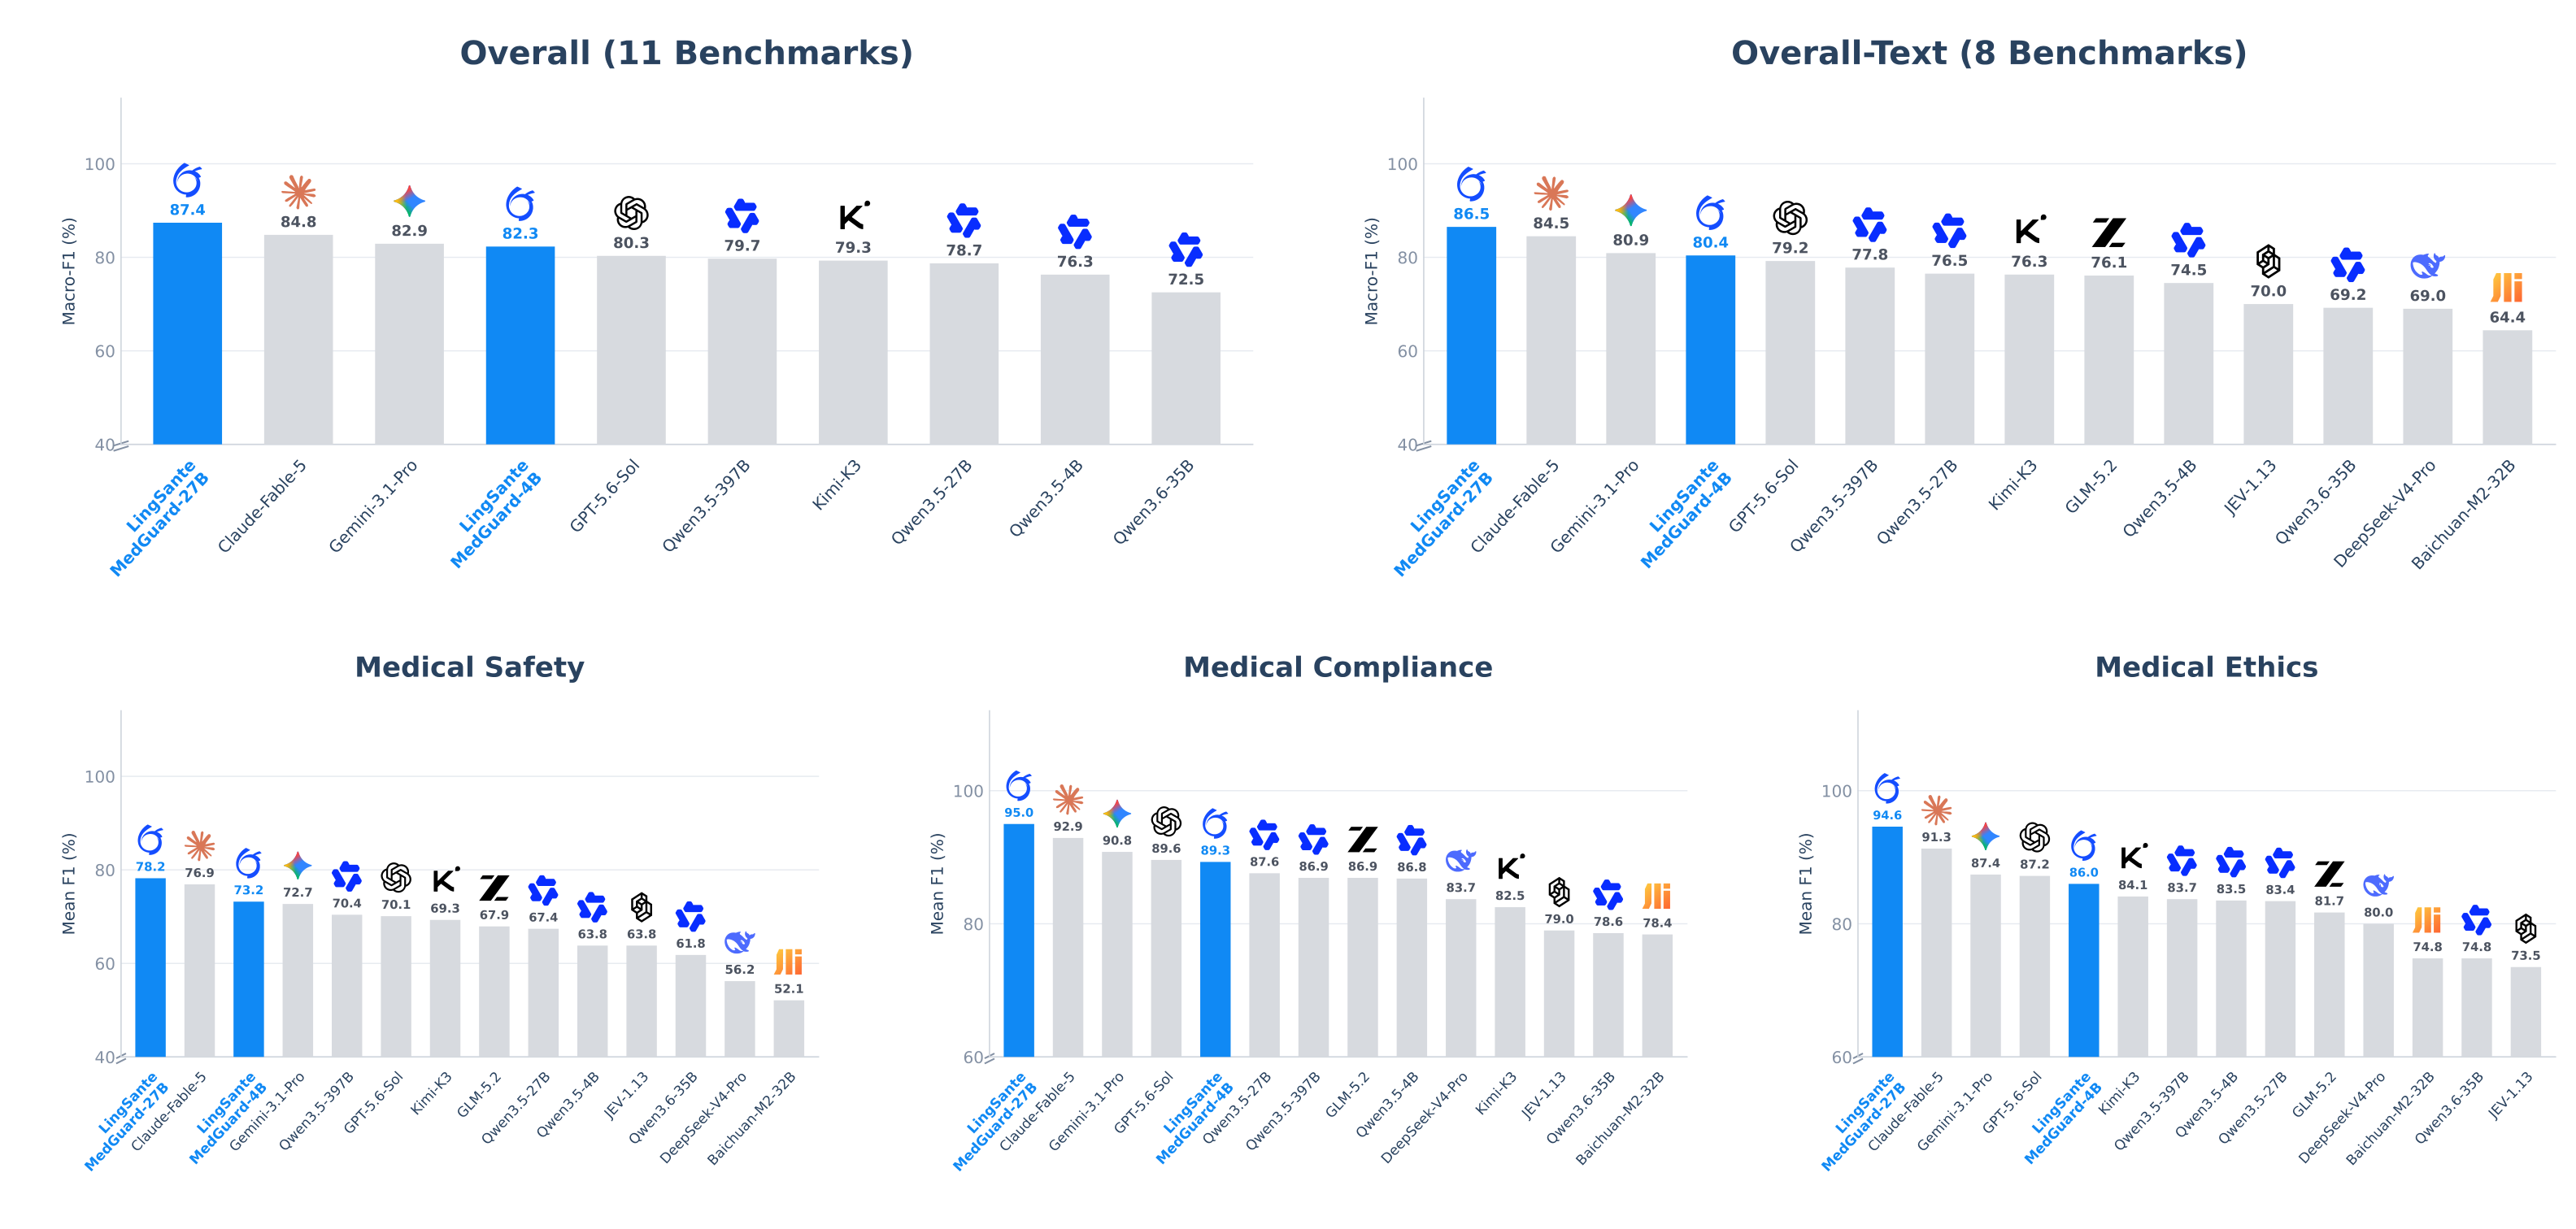 Overall (11 Benchmarks)
Macro-F1 (%)
100
80
60
40
87.4
84.8
82.9
82.3
80.3
79.7
79.3
78.7
76.3
72.5
LingSante
MedGuard-27B
Claude-Fable-5
Gemini-3.1-Pro
LingSante
MedGuard-4B
GPT-5.6-Sol
Qwen3.5-397B
Kimi-K3
Qwen3.5-27B
Qwen3.5-4B
Qwen3.6-35B
Overall-Text (8 Benchmarks)
Macro-F1 (%)
100
80
60
40
86.5
84.5
80.9
80.4
79.2
77.8
76.5
76.3
76.1
74.5
70.0
69.2
69.0
64.4
LingSante
MedGuard-27B
Claude-Fable-5
Gemini-3.1-Pro
LingSante
MedGuard-4B
GPT-5.6-Sol
Qwen3.5-397B
Qwen3.5-27B
Kimi-K3
GLM-5.2
Qwen3.5-4B
JEV-1.13
Qwen3.6-35B
DeepSeek-V4-Pro
Baichuan-M2-32B
Medical Safety
Mean F1 (%)
100
80
60
40
78.2
76.9
73.2
72.7
70.4
70.1
69.3
67.9
67.4
63.8
63.8
61.8
56.2
52.1
LingSante
MedGuard-27B
Claude-Fable-5
LingSante
MedGuard-4B
Gemini-3.1-Pro
Qwen3.5-397B
GPT-5.6-Sol
Kimi-K3
GLM-5.2
Qwen3.5-27B
Qwen3.5-4B
JEV-1.13
Qwen3.6-35B
DeepSeek-V4-Pro
Baichuan-M2-32B
Medical Compliance
Mean F1 (%)
100
80
60
95.0
92.9
90.8
89.6
89.3
87.6
86.9
86.9
86.8
83.7
82.5
79.0
78.6
78.4
LingSante
MedGuard-27B
Claude-Fable-5
Gemini-3.1-Pro
GPT-5.6-Sol
LingSante
MedGuard-4B
Qwen3.5-27B
Qwen3.5-397B
GLM-5.2
Qwen3.5-4B
DeepSeek-V4-Pro
Kimi-K3
JEV-1.13
Qwen3.6-35B
Baichuan-M2-32B
Medical Ethics
Mean F1 (%)
100
80
60
94.6
91.3
87.4
87.2
86.0
84.1
83.7
83.5
83.4
81.7
80.0
74.8
74.8
73.5
LingSante
MedGuard-27B
Claude-Fable-5
Gemini-3.1-Pro
GPT-5.6-Sol
LingSante
MedGuard-4B
Kimi-K3
Qwen3.5-397B
Qwen3.5-4B
Qwen3.5-27B
GLM-5.2
DeepSeek-V4-Pro
Baichuan-M2-32B
Qwen3.6-35B
JEV-1.13